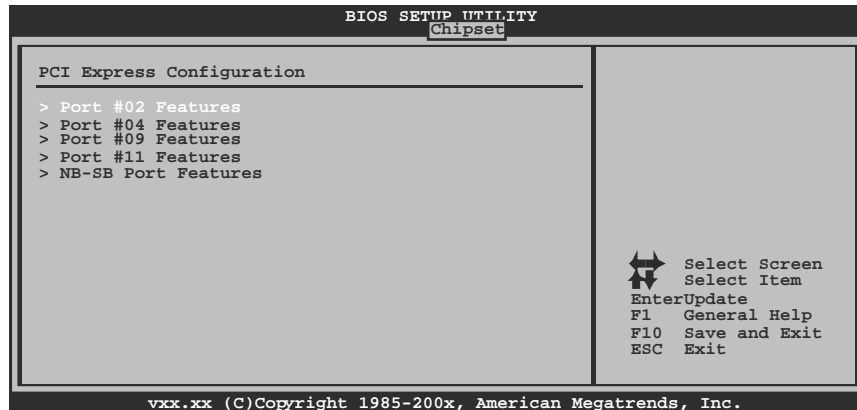 BIOS SETUP UTILITY
Chipset
PCI Express Configuration
> Port #02 Features
> Port #04 Features
> Port #09 Features
> Port #11 Features
> NB-SB Port Features
Select Screen
Select Item
EnterUpdate
F1 General Help
F10 Save and Exit
ESC Exit
vxx.xx (C)Copyright 1985-200x, American Megatrends, Inc.